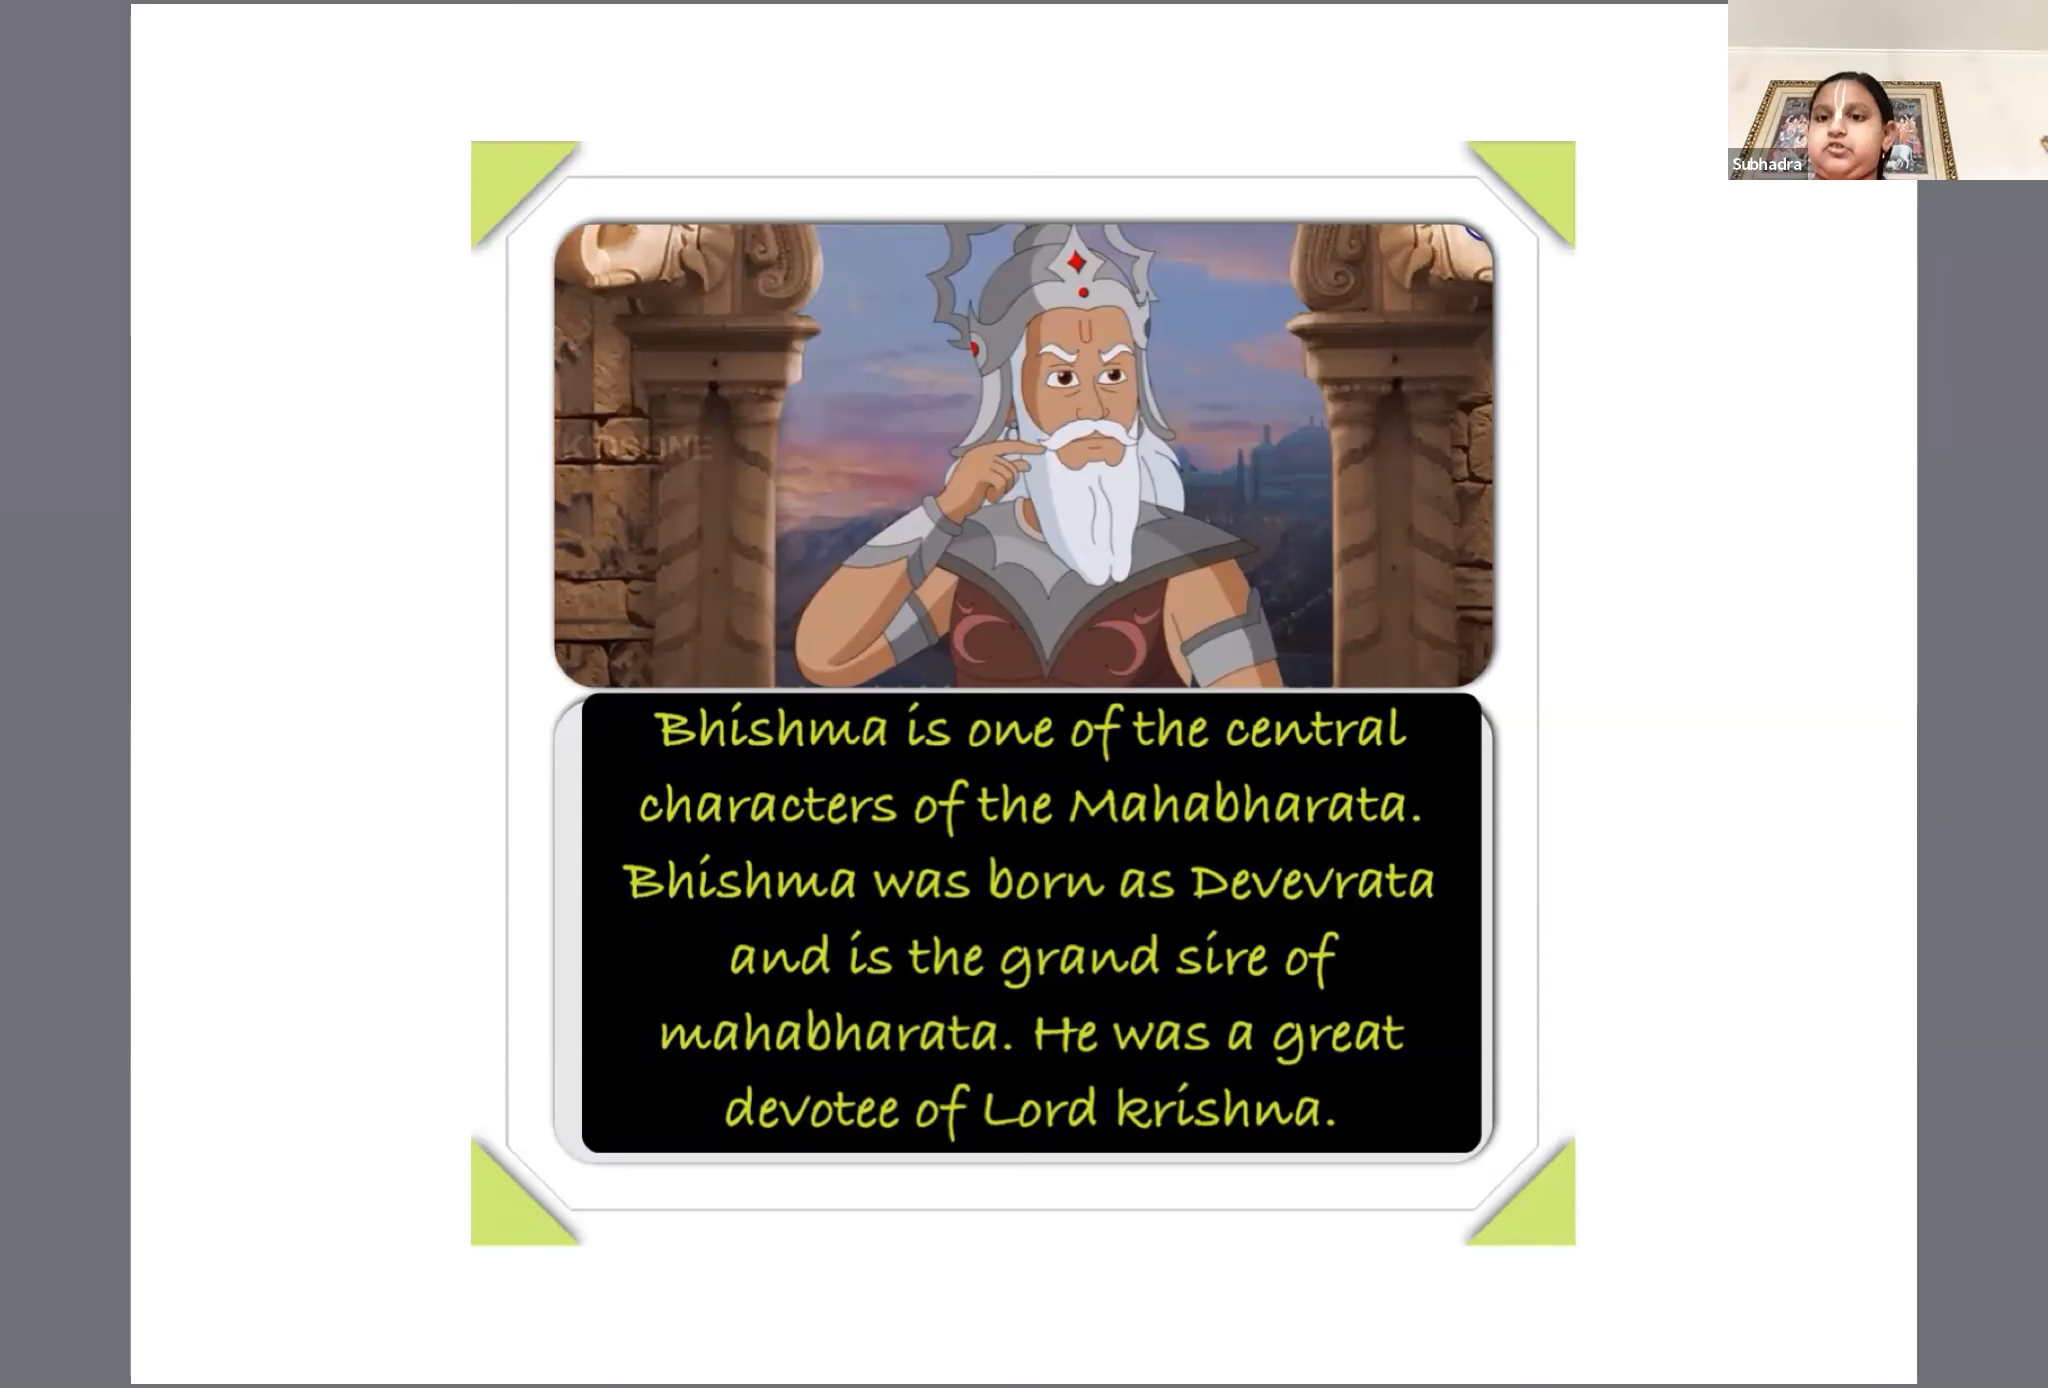 Subhadra
KIDSONE
Bhishma is one of the central
characters of the Mahabharata.
Bhishma was born as Devevrata
and is the grand sire of
mahabharata. He was a great
devotee of Lord krishna.